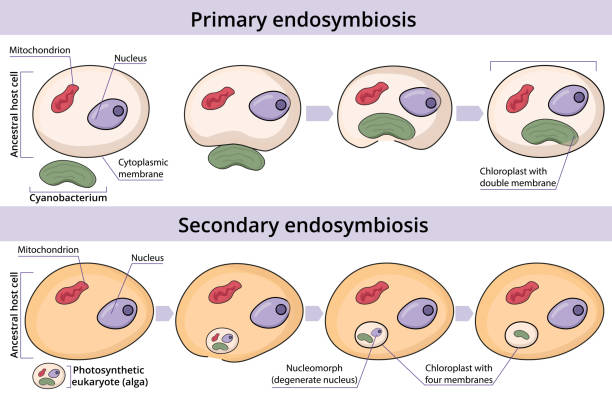 Primary endosymbiosis
Mitochondrion
Nucleus
Ancestral host cell
Cytoplasmic
membrane
Cyanobacterium
Chloroplast with
double membrane
Secondary endosymbiosis
Mitochondrion
Nucleus
Ancestral host cell
Photosynthetic
eukaryote (alga)
Nucleomorph
(degenerate nucleus)
Chloroplast with
four membranes